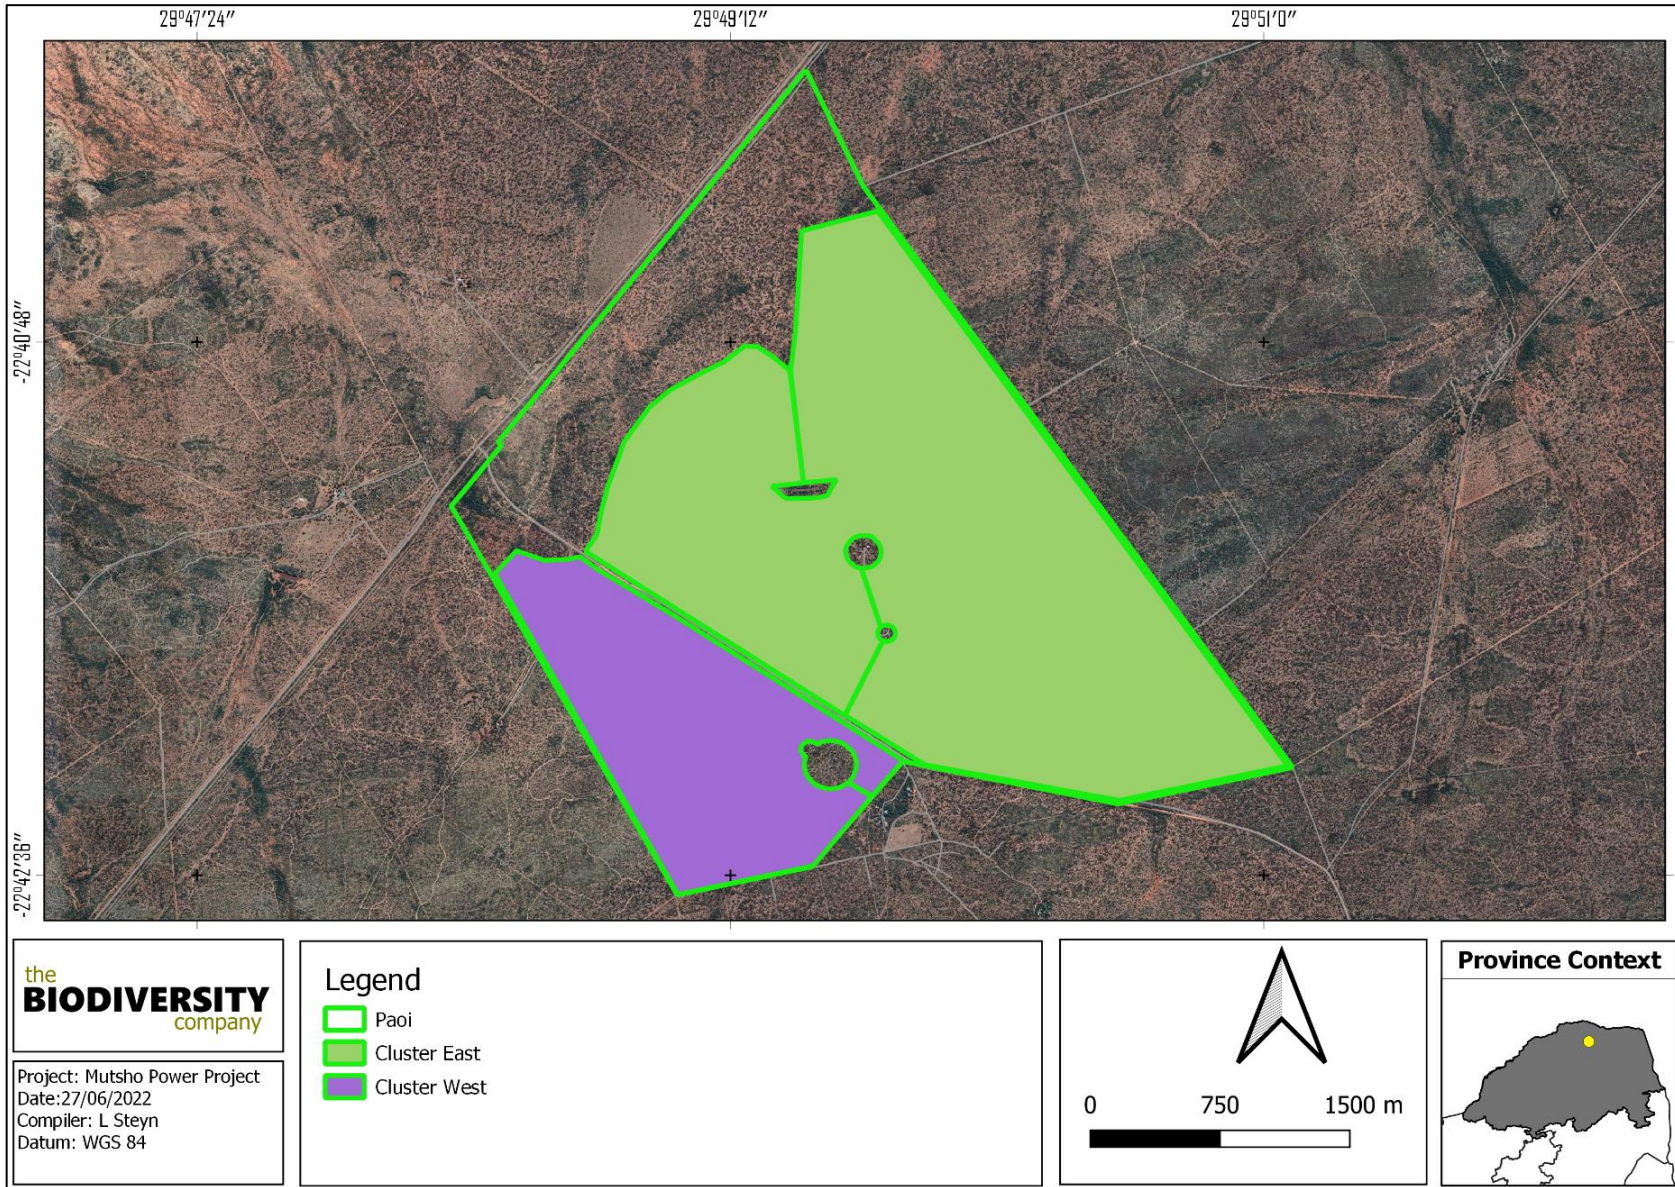 29°47′24″ 29°49′12″ 29°51′0″
-22°40′48″
-22°42′36″
the
BIODIVERSITY
company
Project: Mutsho Power Project
Date:27/06/2022
Compiler: L Steyn
Datum: WGS 84
Legend
Paoi
Cluster East
Cluster West
0 750 1500 m
Province Context